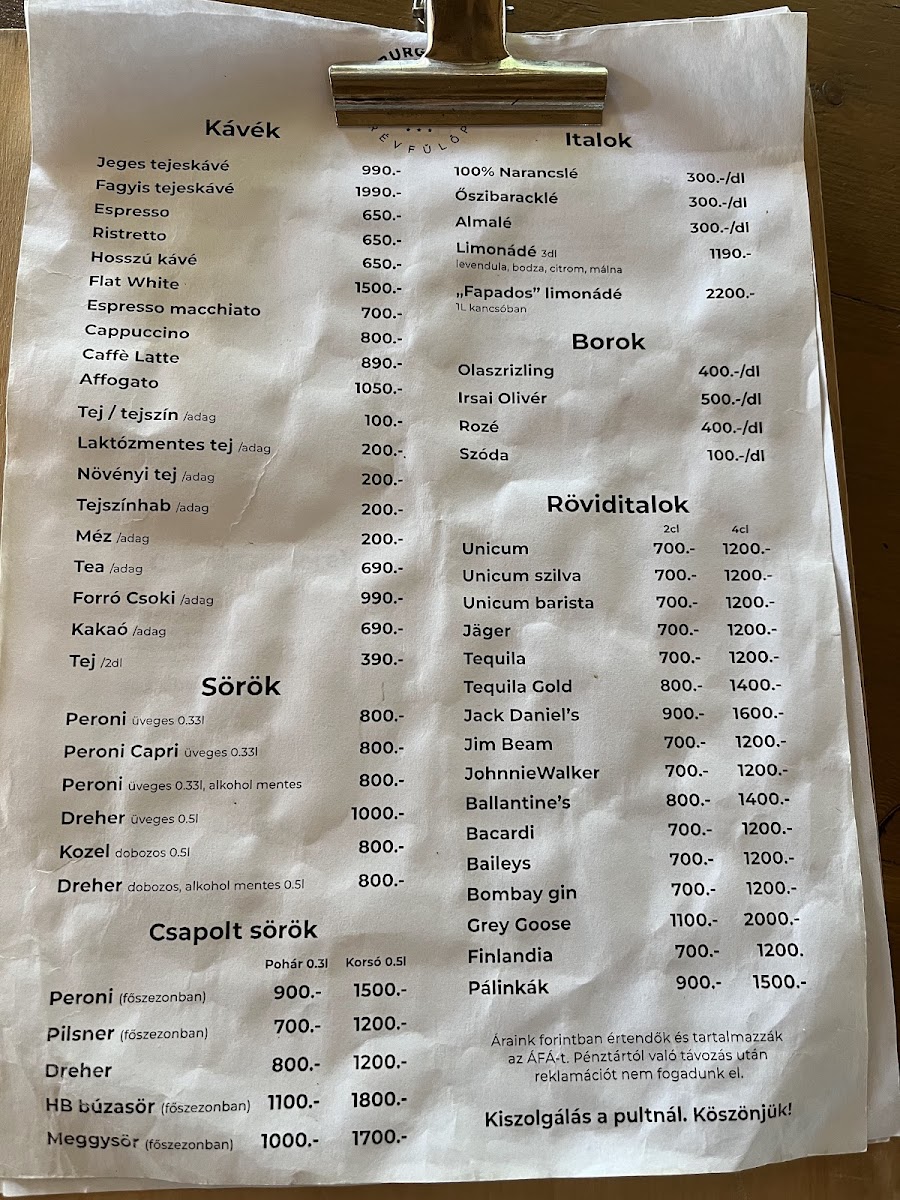 BURG
RÉVFÜLÖP
Kávék
Jeges tejeskávé 990.-
Fagyis tejeskávé 1990.-
Espresso 650.-
Ristretto 650.-
Hosszú kávé 650.-
Flat White 1500.-
Espresso macchiato 700.-
Cappuccino 800.-
Caffè Latte 890.-
Affogato 1050.-
Tej / tejszín /adag 100.-
Laktózmentes tej /adag 200.-
Növényi tej /adag 200.-
Tejszínhab /adag 200.-
Méz /adag 200.-
Tea /adag 690.-
Forró Csoki /adag 990.-
Kakaó /adag 690.-
Tej /2dl 390.-
Sörök
Peroni üveges 0.33l 800.-
Peroni Capri üveges 0.33l 800.-
Peroni üveges 0.33l, alkohol mentes 800.-
Dreher üveges 0.5l 1000.-
Kozel dobozos 0.5l 800.-
Dreher dobozos, alkohol mentes 0.5l 800.-
Csapolt sörök
Pohár 0.3l Korsó 0.5l
Peroni (főszezonban) 900.- 1500.-
Pilsner (főszezonban) 700.- 1200.-
Dreher 800.- 1200.-
HB búzasör (főszezonban) 1100.- 1800.-
Meggysör (főszezonban) 1000.- 1700.-
Italok
100% Narancslé 300.-/dl
Őszibaracklé 300.-/dl
Almalé 300.-/dl
Limonádé 3dl 1190.-
levendula, bodza, citrom, málna
„Fapados” limonádé 2200.-
1L kancsóban
Borok
Olaszrizling 400.-/dl
Irsai Olivér 500.-/dl
Rozé 400.-/dl
Szóda 100.-/dl
Röviditalok
2cl 4cl
Unicum 700.- 1200.-
Unicum szilva 700.- 1200.-
Unicum barista 700.- 1200.-
Jäger 700.- 1200.-
Tequila 700.- 1200.-
Tequila Gold 800.- 1400.-
Jack Daniel's 900.- 1600.-
Jim Beam 700.- 1200.-
JohnnieWalker 700.- 1200.-
Ballantine's 800.- 1400.-
Bacardi 700.- 1200.-
Baileys 700.- 1200.-
Bombay gin 700.- 1200.-
Grey Goose 1100.- 2000.-
Finlandia 700.- 1200.
Pálinkák 900.- 1500.-
Áraink forintban értendők és tartalmazzák
az ÁFÁ-t. Pénztártól való távozás után
reklamációt nem fogadunk el.
Kiszolgálás a pultnál. Köszönjük!